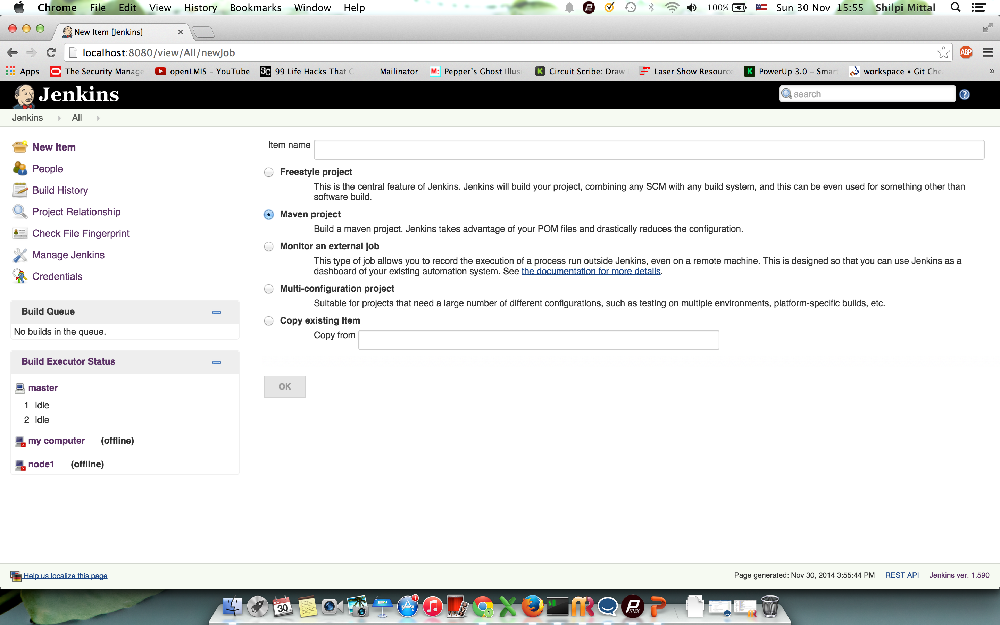 Chrome File Edit View History Bookmarks Window Help 100% Sun 30 Nov 15:55 Shilpi Mittal
New Item [Jenkins]
localhost:8080/view/All/newJob
ABP
Apps The Security Manage openLMIS – YouTube 99 Life Hacks That C Mailinator Pepper's Ghost Illusi Circuit Scribe: Draw Laser Show Resource PowerUp 3.0 – Smart workspace • Git Che »
Jenkins
search
Jenkins All
New Item
People
Build History
Project Relationship
Check File Fingerprint
Manage Jenkins
Credentials
Build Queue
No builds in the queue.
Build Executor Status
master
1 Idle
2 Idle
my computer (offline)
node1 (offline)
Item name
Freestyle project
This is the central feature of Jenkins. Jenkins will build your project, combining any SCM with any build system, and this can be even used for something other than
software build.
Maven project
Build a maven project. Jenkins takes advantage of your POM files and drastically reduces the configuration.
Monitor an external job
This type of job allows you to record the execution of a process run outside Jenkins, even on a remote machine. This is designed so that you can use Jenkins as a
dashboard of your existing automation system. See the documentation for more details.
Multi-configuration project
Suitable for projects that need a large number of different configurations, such as testing on multiple environments, platform-specific builds, etc.
Copy existing Item
Copy from
OK
Help us localize this page
Page generated: Nov 30, 2014 3:55:44 PM REST API Jenkins ver. 1.590
NOV
30
1
1
$
P
max